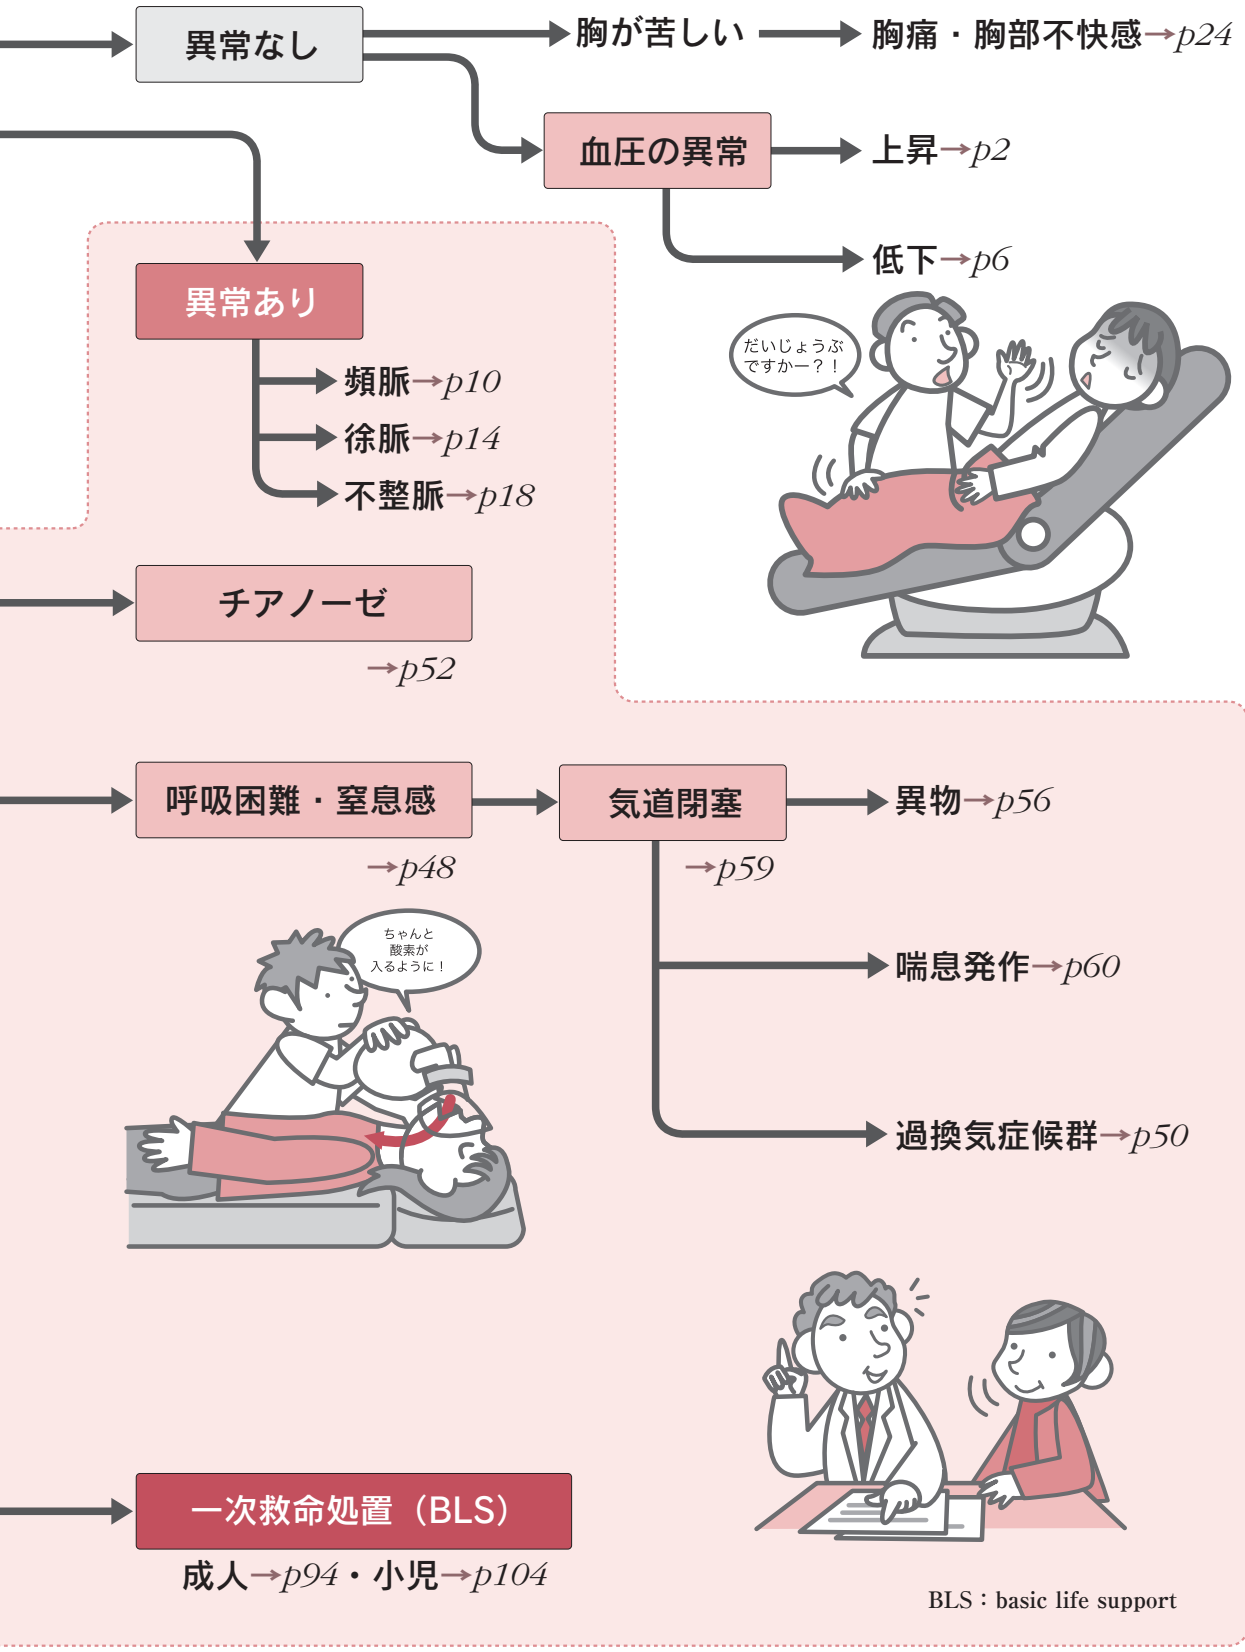 異常なし
胸が苦しい
胸痛・胸部不快感→p24
血圧の異常
上昇→p2
低下→p6
異常あり
頻脈→p10
徐脈→p14
不整脈→p18
だいじょうぶ
ですかー？！
チアノーゼ
→p52
呼吸困難・窒息感
→p48
気道閉塞
→p59
異物→p56
喘息発作→p60
過換気症候群→p50
ちゃんと
酸素が
入るように！
一次救命処置（BLS）
成人→p94・小児→p104
BLS：basic life support